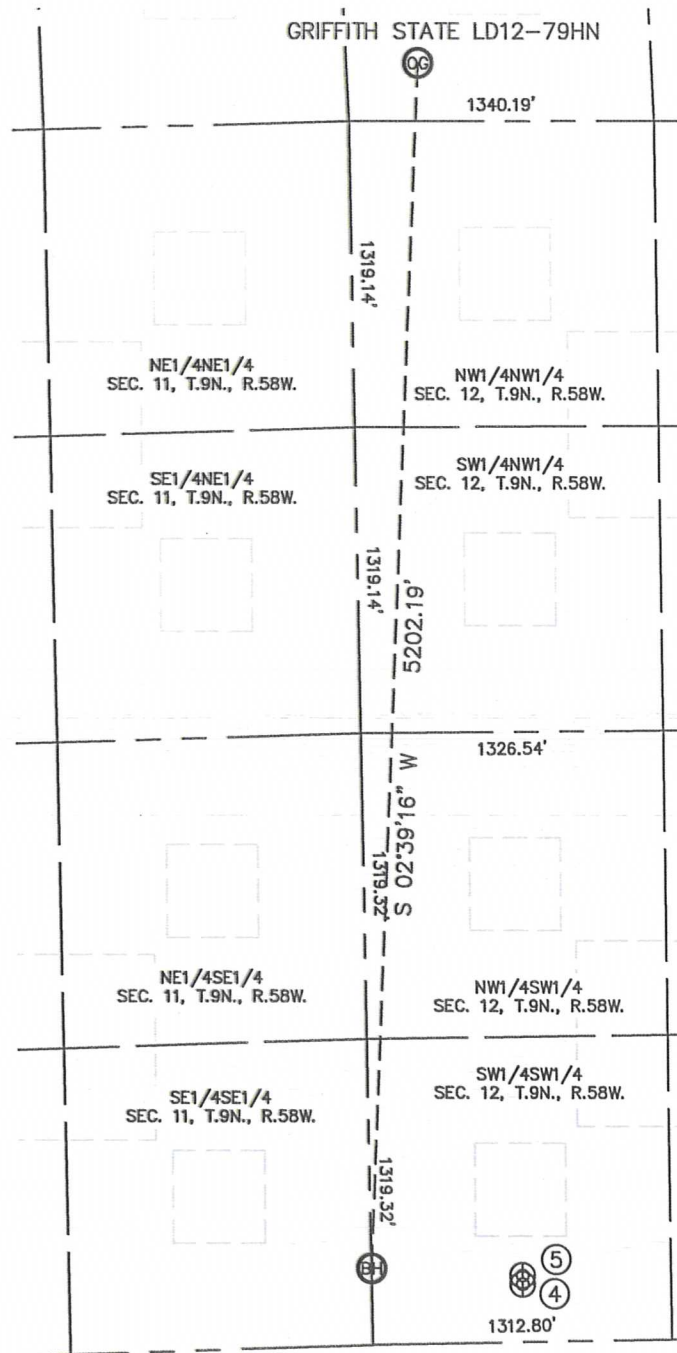 GRIFFITH STATE LD12-79HN
OG
1340.19'
1319.14'
NE1/4NE1/4
SEC. 11, T.9N., R.58W.
NW1/4NW1/4
SEC. 12, T.9N., R.58W.
SE1/4NE1/4
SEC. 11, T.9N., R.58W.
SW1/4NW1/4
SEC. 12, T.9N., R.58W.
1319.14'
5202.19'
1326.54'
S 02°39'16" W
1319.32'
NE1/4SE1/4
SEC. 11, T.9N., R.58W.
NW1/4SW1/4
SEC. 12, T.9N., R.58W.
SE1/4SE1/4
SEC. 11, T.9N., R.58W.
SW1/4SW1/4
SEC. 12, T.9N., R.58W.
1319.32'
BH
5
4
1312.80'